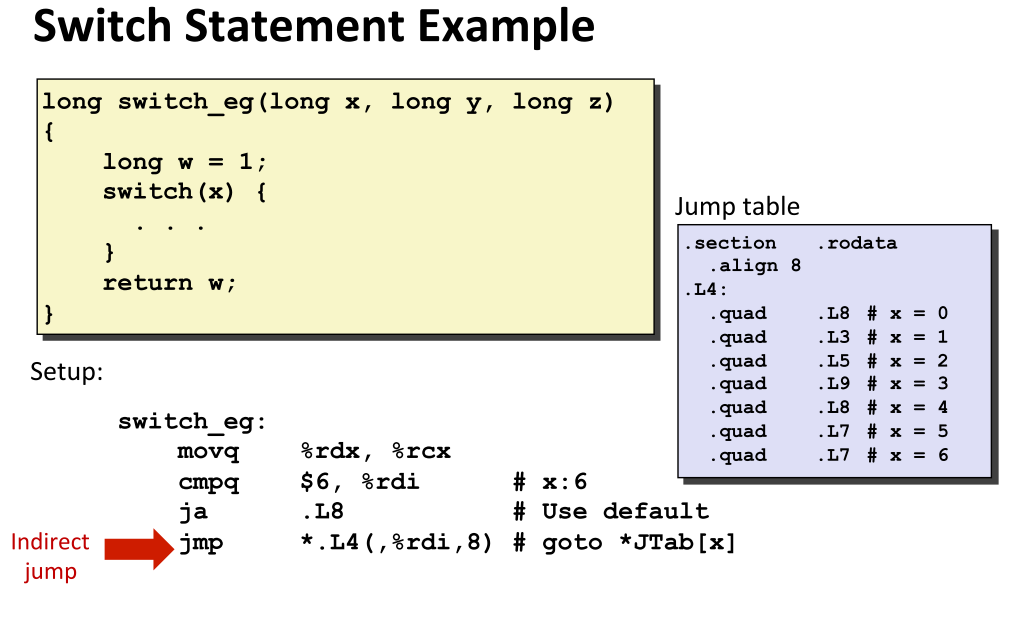 Switch Statement Example
long switch_eg(long x, long y, long z)
{
    long w = 1;
    switch(x) {
      . . .
    }
    return w;
}
Jump table
.section   .rodata
  .align 8
.L4:
  .quad    .L8 # x = 0
  .quad    .L3 # x = 1
  .quad    .L5 # x = 2
  .quad    .L9 # x = 3
  .quad    .L8 # x = 4
  .quad    .L7 # x = 5
  .quad    .L7 # x = 6
Setup:
switch_eg:
    movq    %rdx, %rcx
    cmpq    $6, %rdi      # x:6
    ja      .L8           # Use default
    jmp     *.L4(,%rdi,8) # goto *JTab[x]
Indirect
jump